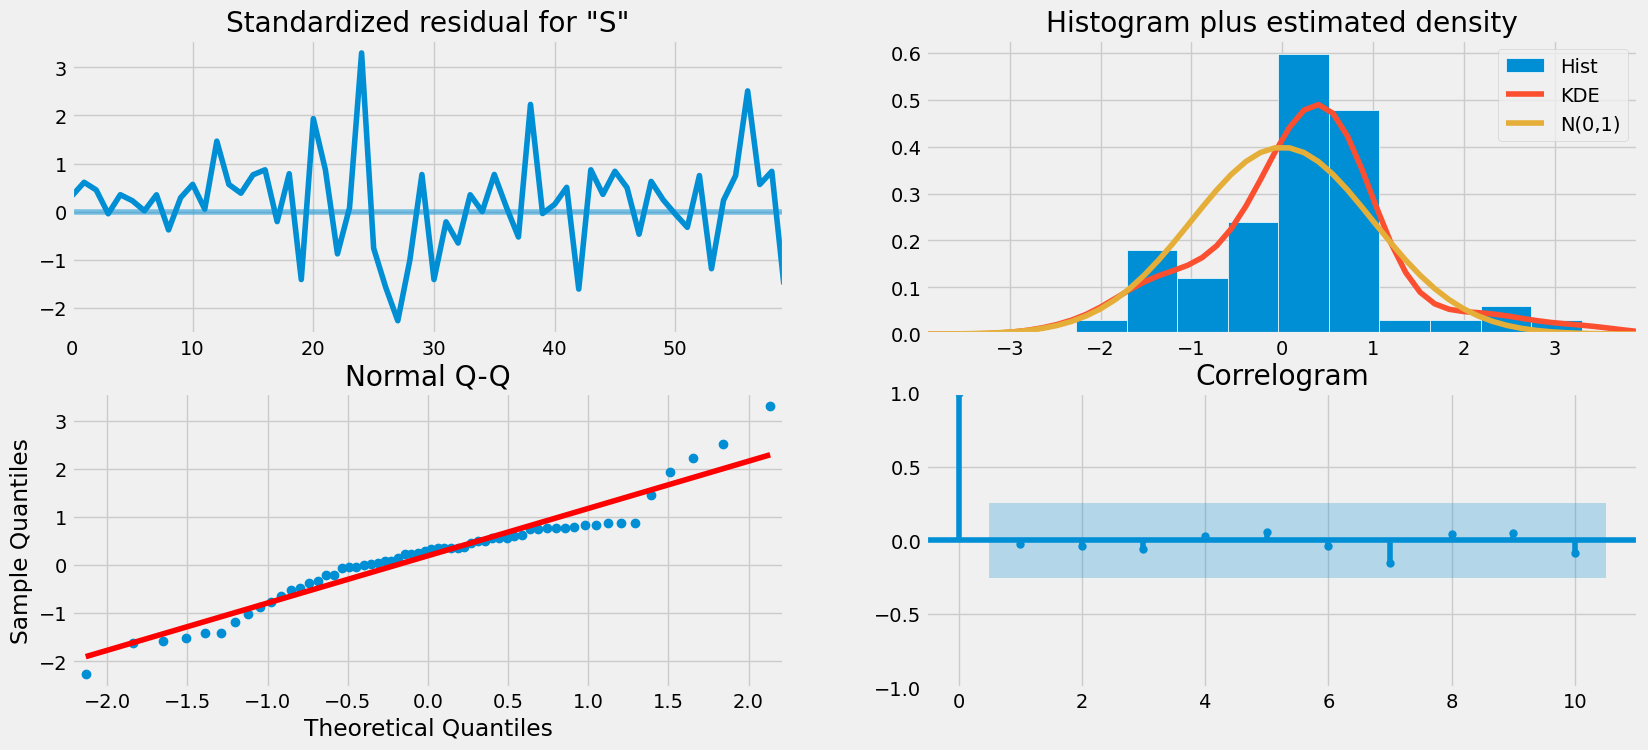 Standardized residual for "S"
3
2
1
0
−1
−2
0 10 20 30 40 50
Histogram plus estimated density
0.6
0.5
0.4
0.3
0.2
0.1
0.0
Hist
KDE
N(0,1)
−3 −2 −1 0 1 2 3
Normal Q-Q
Sample Quantiles
3
2
1
0
−1
−2
−2.0 −1.5 −1.0 −0.5 0.0 0.5 1.0 1.5 2.0
Theoretical Quantiles
Correlogram
1.0
0.5
0.0
−0.5
−1.0
0 2 4 6 8 10